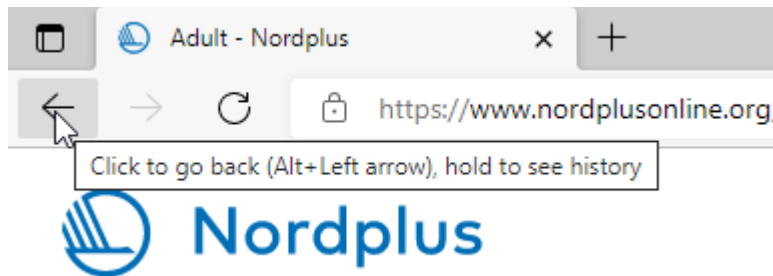 Adult - Nordplus
https://www.nordplusonline.org
Click to go back (Alt+Left arrow), hold to see history
Nordplus